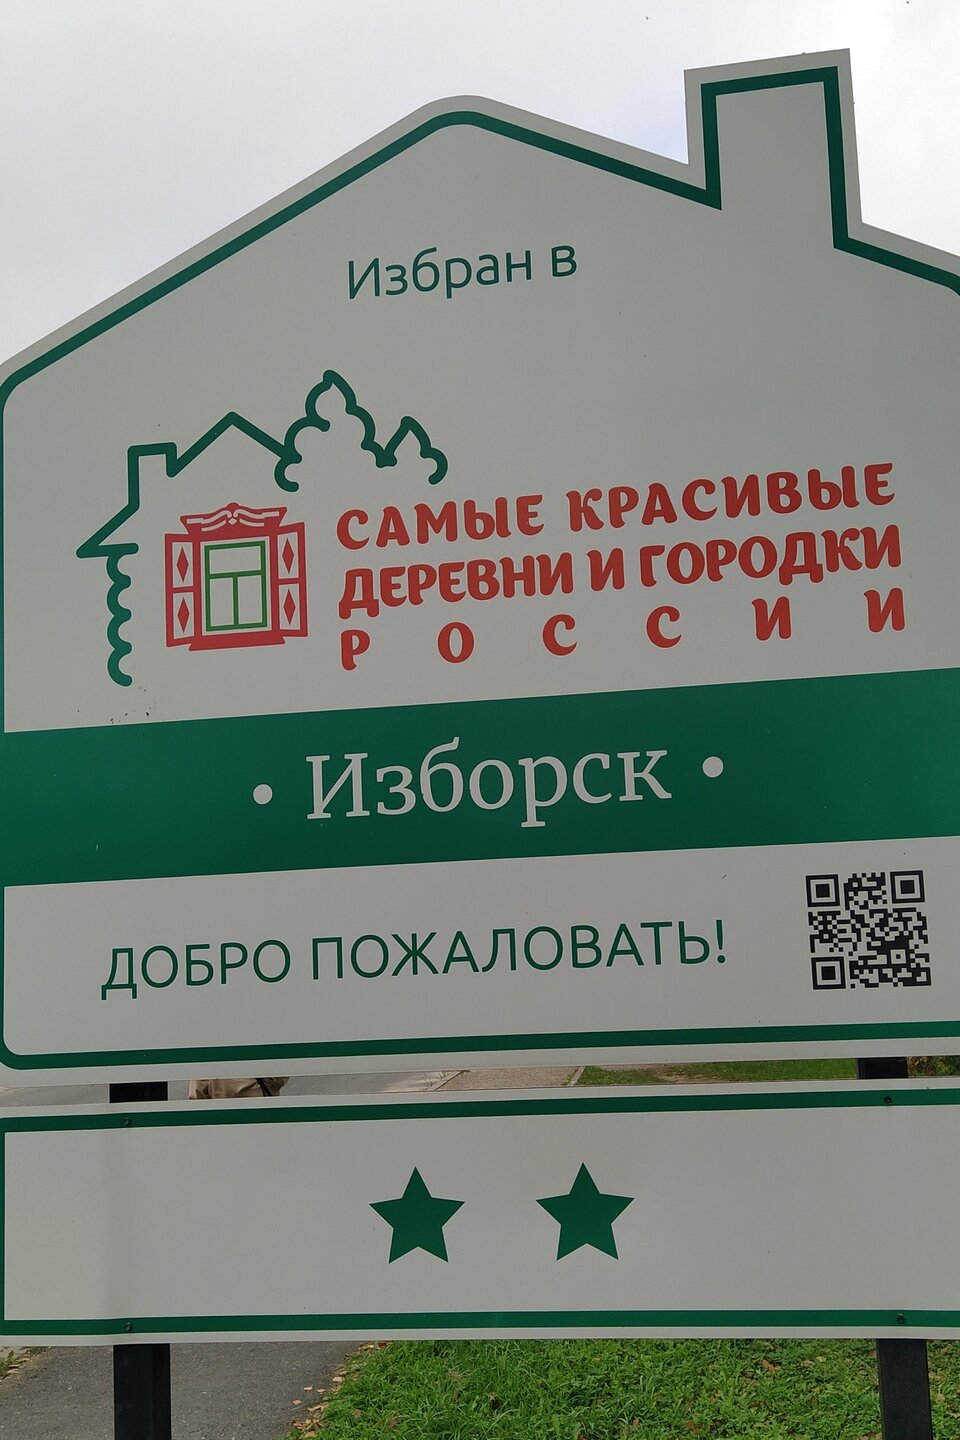 Избран в
САМЫЕ КРАСИВЫЕ
ДЕРЕВНИ И ГОРОДКИ
РОССИИ
• Изборск •
ДОБРО ПОЖАЛОВАТЬ!